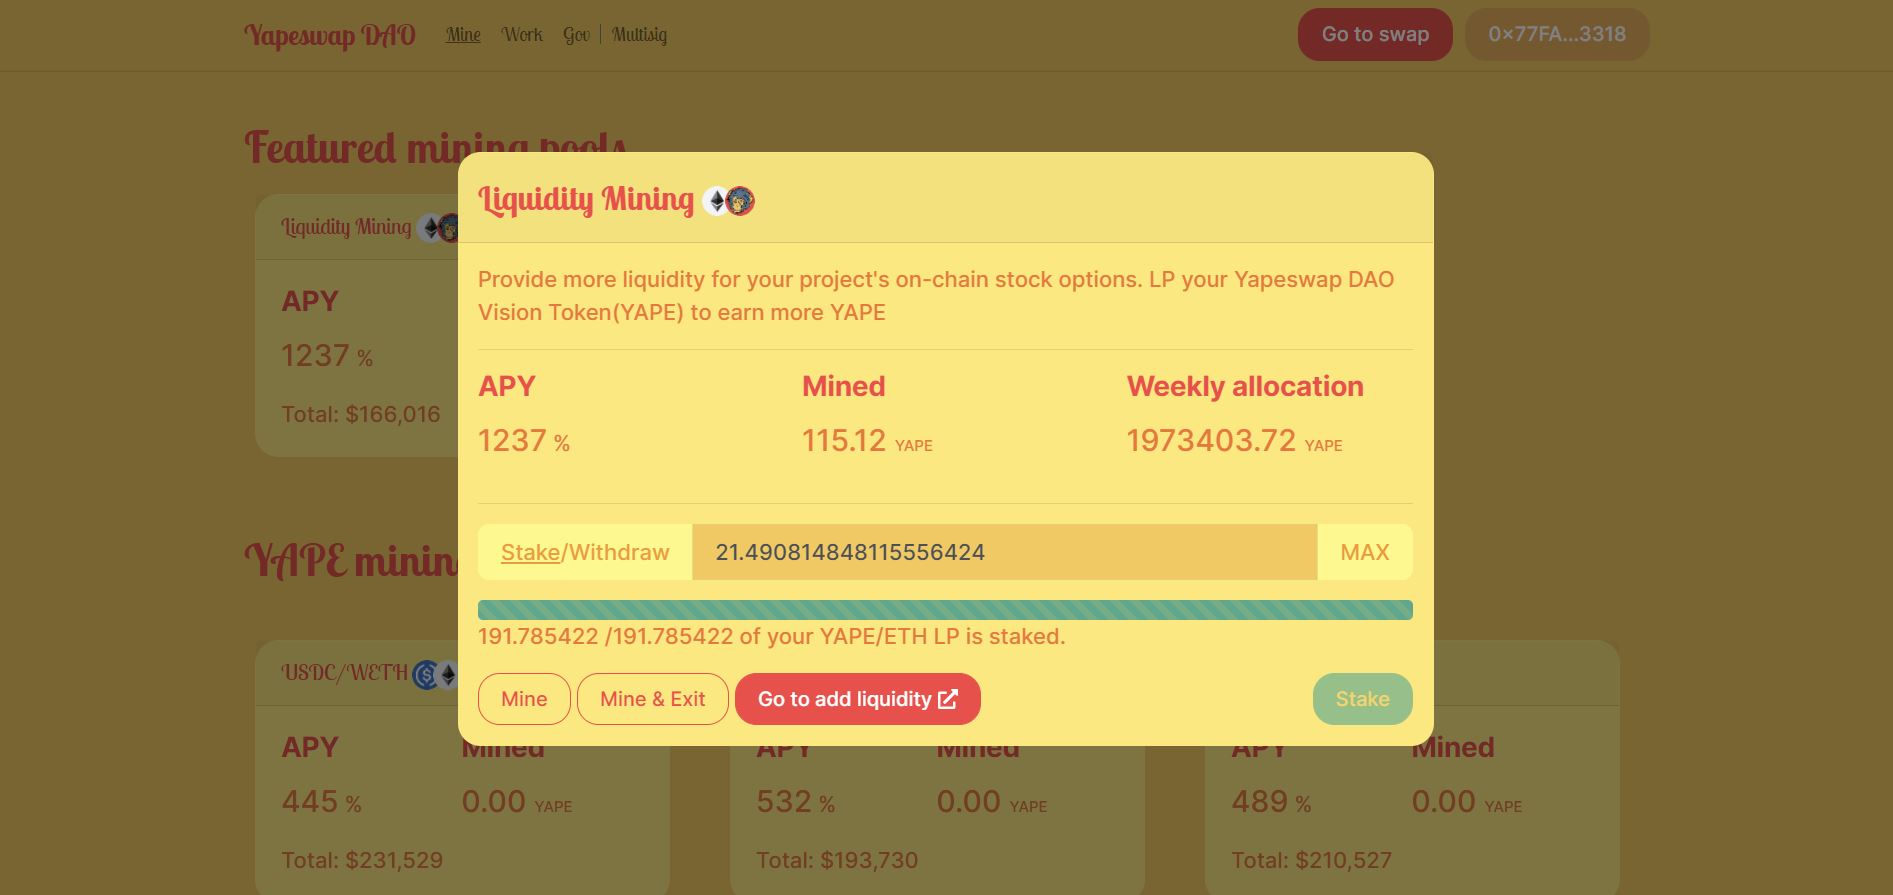 Yapeswap DAO Mine Work Gov | Multisig Go to swap 0x77FA...3318
Featured mining pools
Liquidity Mining
APY
1237 %
Total: $166,016
Liquidity Mining
Provide more liquidity for your project's on-chain stock options. LP your Yapeswap DAO
Vision Token(YAPE) to earn more YAPE
APY Mined Weekly allocation
1237 % 115.12 YAPE 1973403.72 YAPE
Stake/Withdraw 21.490814848115556424 MAX
191.785422 /191.785422 of your YAPE/ETH LP is staked.
Mine Mine & Exit Go to add liquidity Stake
YAPE mining
USDC/WETH
APY Mined APY Mined APY Mined
445 % 0.00 YAPE 532 % 0.00 YAPE 489 % 0.00 YAPE
Total: $231,529 Total: $193,730 Total: $210,527